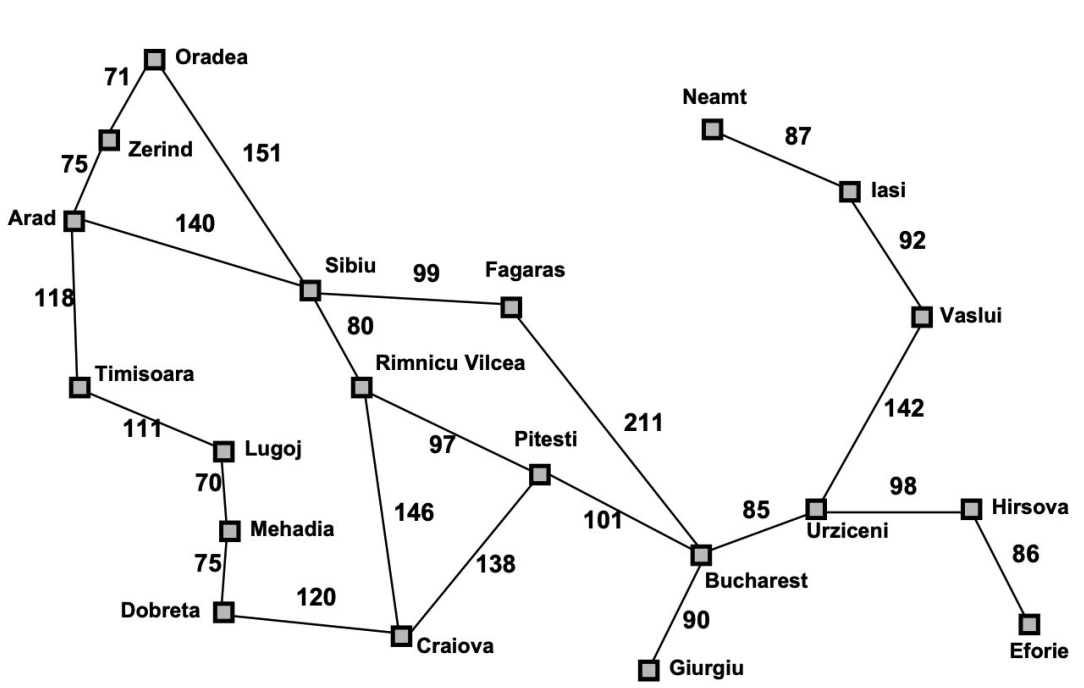 Oradea
71
Neamt
87
Zerind
151
75
Iasi
Arad
140
92
Sibiu
99
Fagaras
118
80
Vaslui
Rimnicu Vilcea
Timisoara
142
211
111
Lugoj
97
Pitesti
70
98
85
Hirsova
146
101
Urziceni
Mehadia
86
75
138
Bucharest
120
Dobreta
90
Craiova
Eforie
Giurgiu